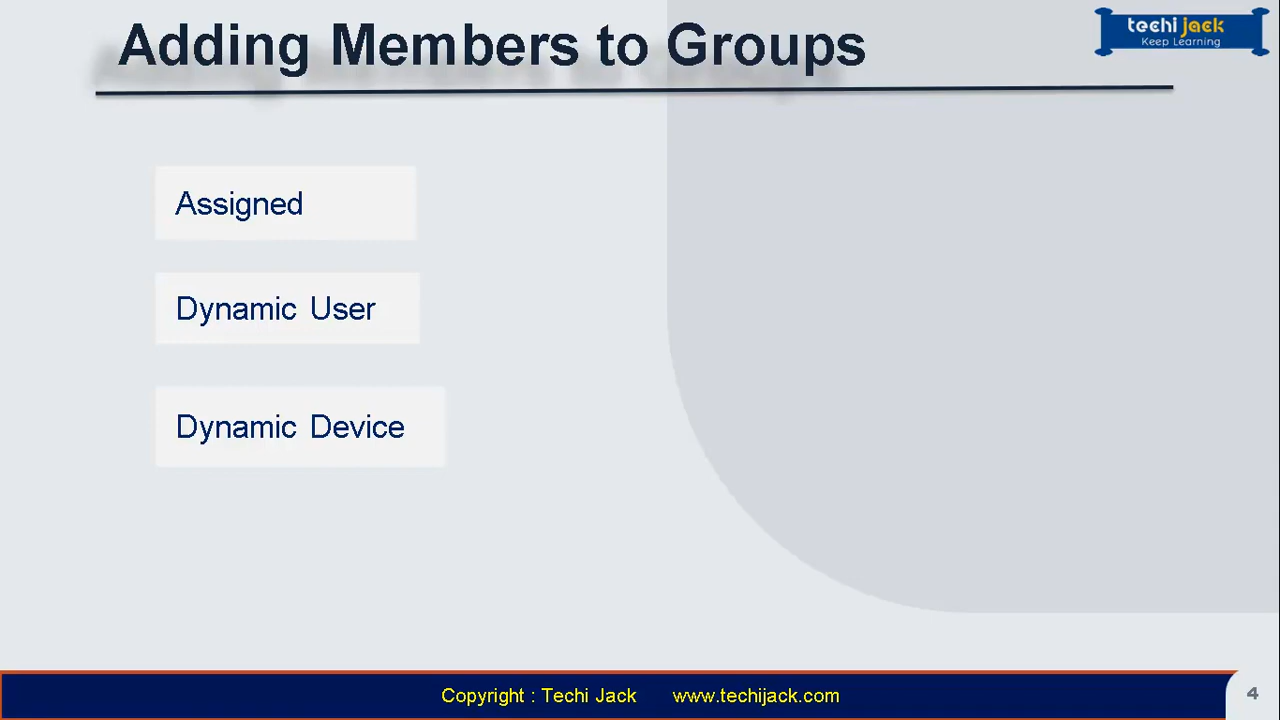 Adding Members to Groups
techi jack
Keep Learning
Assigned
Dynamic User
Dynamic Device
Copyright : Techi Jack www.techijack.com
4